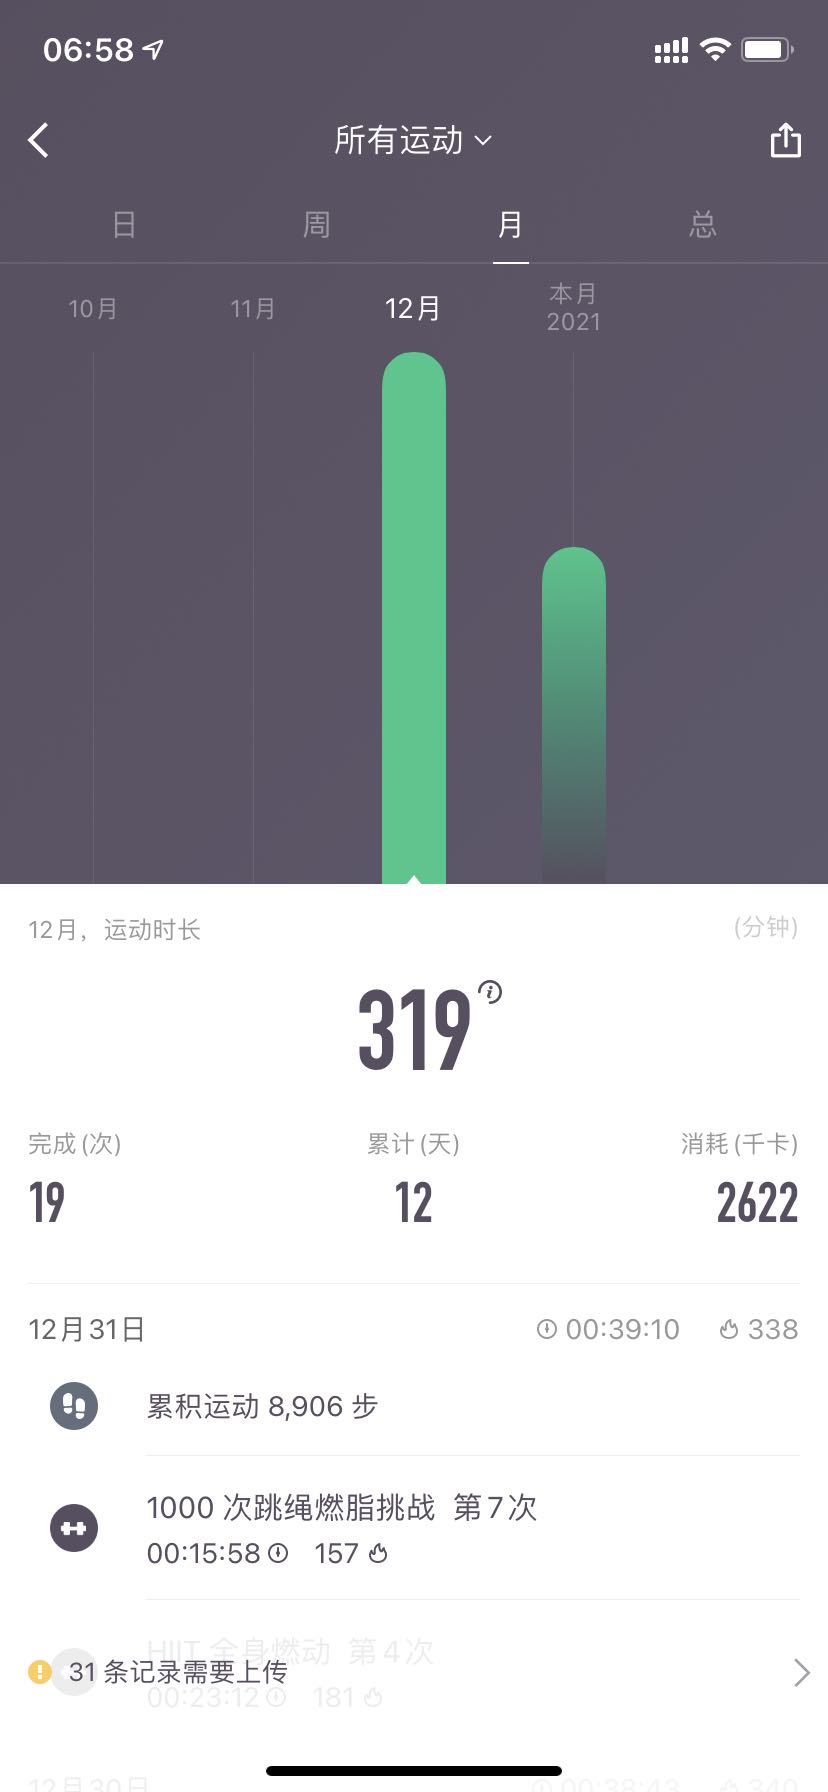 06:58
所有运动
日 周 月 总
10月 11月 12月 本月
2021
12月，运动时长 (分钟)
319
完成(次) 累计(天) 消耗(千卡)
19 12 2622
12月31日 00:39:10 338
累积运动 8,906 步
1000 次跳绳燃脂挑战 第7次
00:15:58 157
HIIT 全身燃动 第4次
31 条记录需要上传
00:23:12 181
12月30日 00:38:43 340